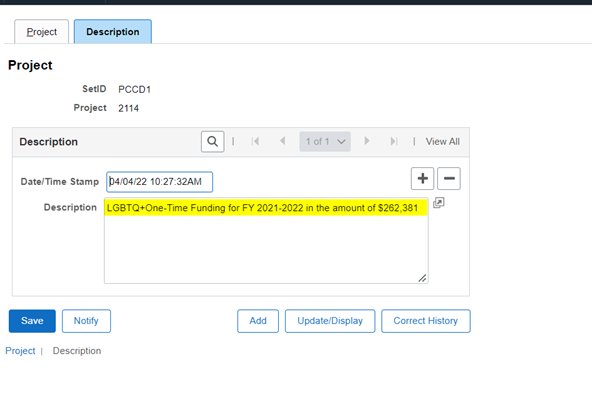 Project Description
Project
SetID PCCD1
Project 2114
Description 1 of 1 View All
Date/Time Stamp 04/04/22 10:27:32AM
Description LGBTQ+One-Time Funding for FY 2021-2022 in the amount of $262,381
Save Notify Add Update/Display Correct History
Project | Description